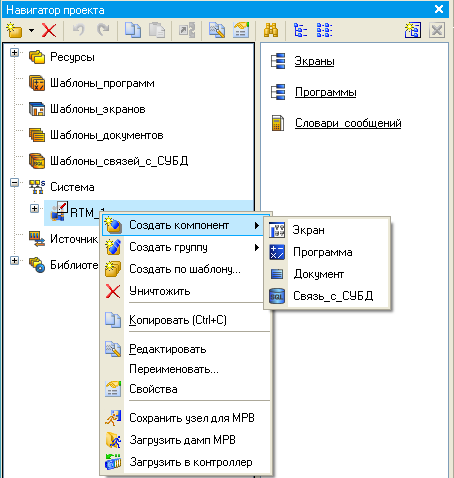 Навигатор проекта
Ресурсы
Шаблоны_программ
Шаблоны_экранов
Шаблоны_документов
Шаблоны_связей_с_СУБД
Система
RTM_1
Источник
Библиоте
Экраны
Программы
Словари_сообщений
Создать компонент
Создать группу
Создать по шаблону...
Уничтожить
Копировать (Ctrl+C)
Редактировать
Переименовать...
Свойства
Сохранить узел для МРВ
Загрузить дамп МРВ
Загрузить в контроллер
Экран
Программа
Документ
Связь_с_СУБД